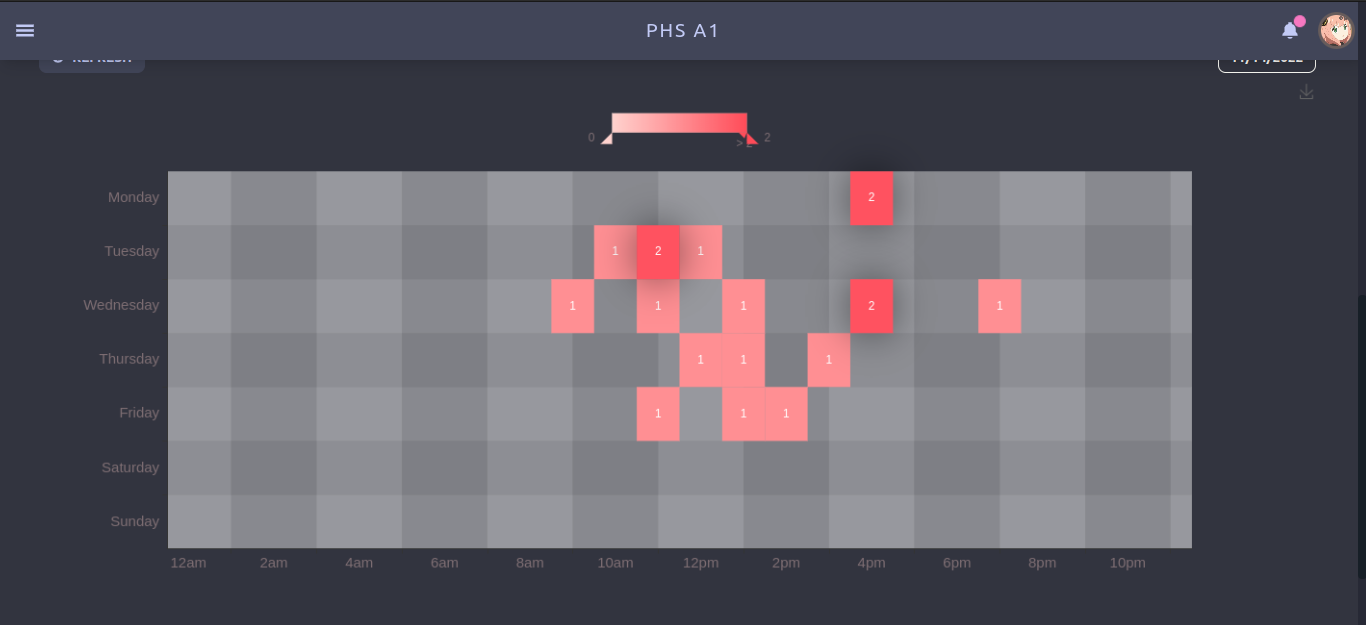 PHS A1
0
2
Monday 2
Tuesday 1 2 1
Wednesday 1 1 1 2 1
Thursday 1 1 1
Friday 1 1 1
Saturday
Sunday
12am 2am 4am 6am 8am 10am 12pm 2pm 4pm 6pm 8pm 10pm